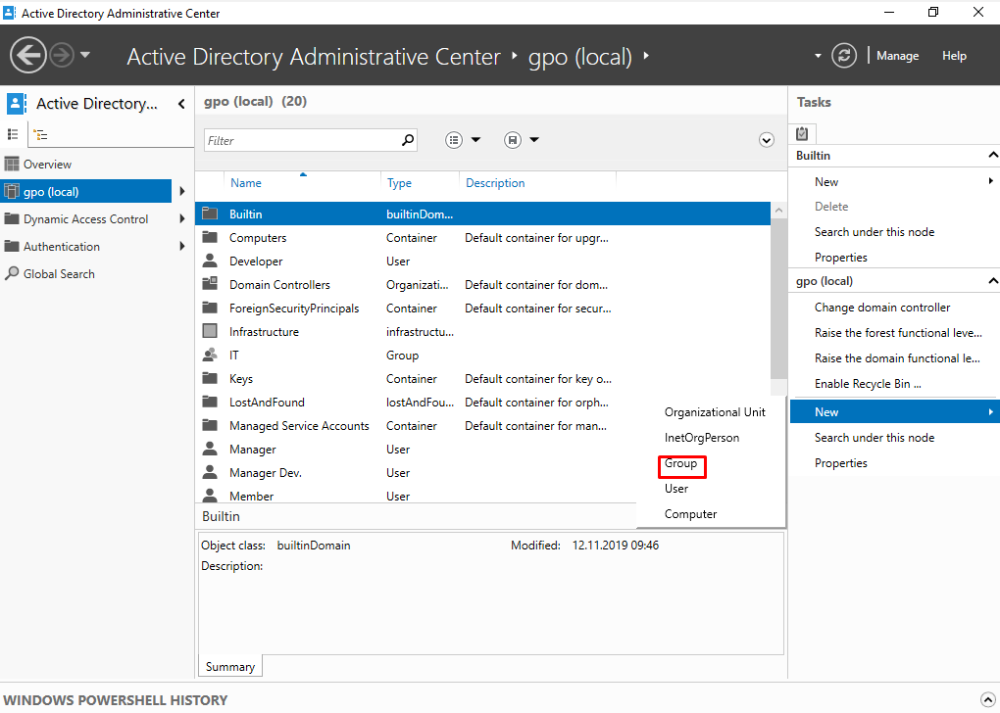 Active Directory Administrative Center
Active Directory Administrative Center gpo (local)
Manage Help
Active Directory...
Overview
gpo (local)
Dynamic Access Control
Authentication
Global Search
gpo (local) (20)
Filter
Name Type Description
Builtin builtinDom...
Computers Container Default container for upgr...
Developer User
Domain Controllers Organizati... Default container for dom...
ForeignSecurityPrincipals Container Default container for secur...
Infrastructure infrastructu...
IT Group
Keys Container Default container for key o...
LostAndFound lostAndFou... Default container for orph...
Managed Service Accounts Container Default container for man...
Manager User
Manager Dev. User
Member User
Builtin
Object class: builtinDomain Modified: 12.11.2019 09:46
Description:
Summary
Organizational Unit
InetOrgPerson
Group
User
Computer
Tasks
Builtin
New
Delete
Search under this node
Properties
gpo (local)
Change domain controller
Raise the forest functional leve...
Raise the domain functional le...
Enable Recycle Bin ...
New
Search under this node
Properties
WINDOWS POWERSHELL HISTORY